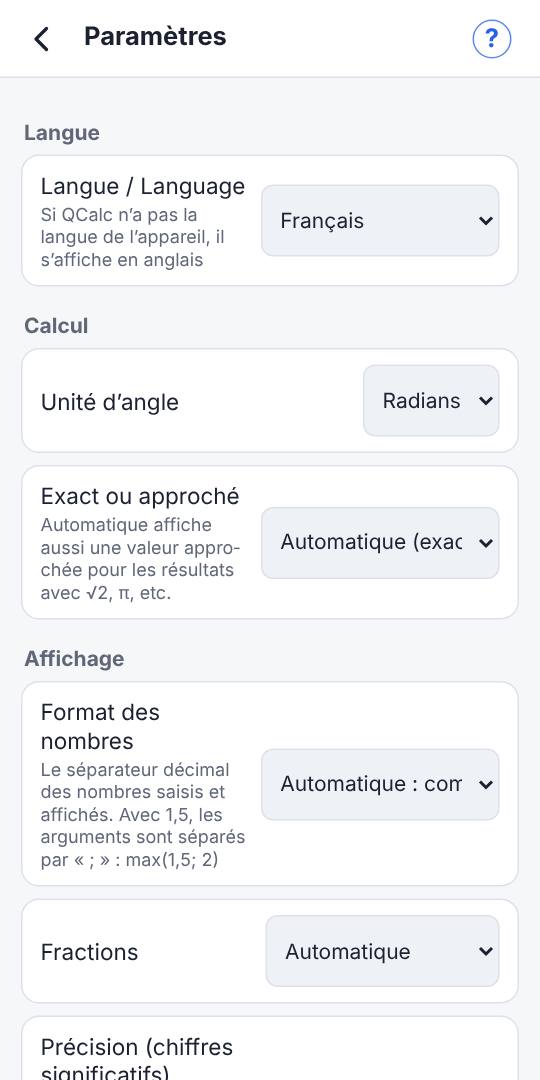 Paramètres
?
Langue
Langue / Language
Si QCalc n’a pas la
langue de l’appareil, il
s’affiche en anglais
Français
Calcul
Unité d’angle
Radians
Exact ou approché
Automatique affiche
aussi une valeur appro-
chée pour les résultats
avec √2, π, etc.
Automatique (exac
Affichage
Format des
nombres
Le séparateur décimal
des nombres saisis et
affichés. Avec 1,5, les
arguments sont séparés
par « ; » : max(1,5; 2)
Automatique : com
Fractions
Automatique
Précision (chiffres
significatifs)